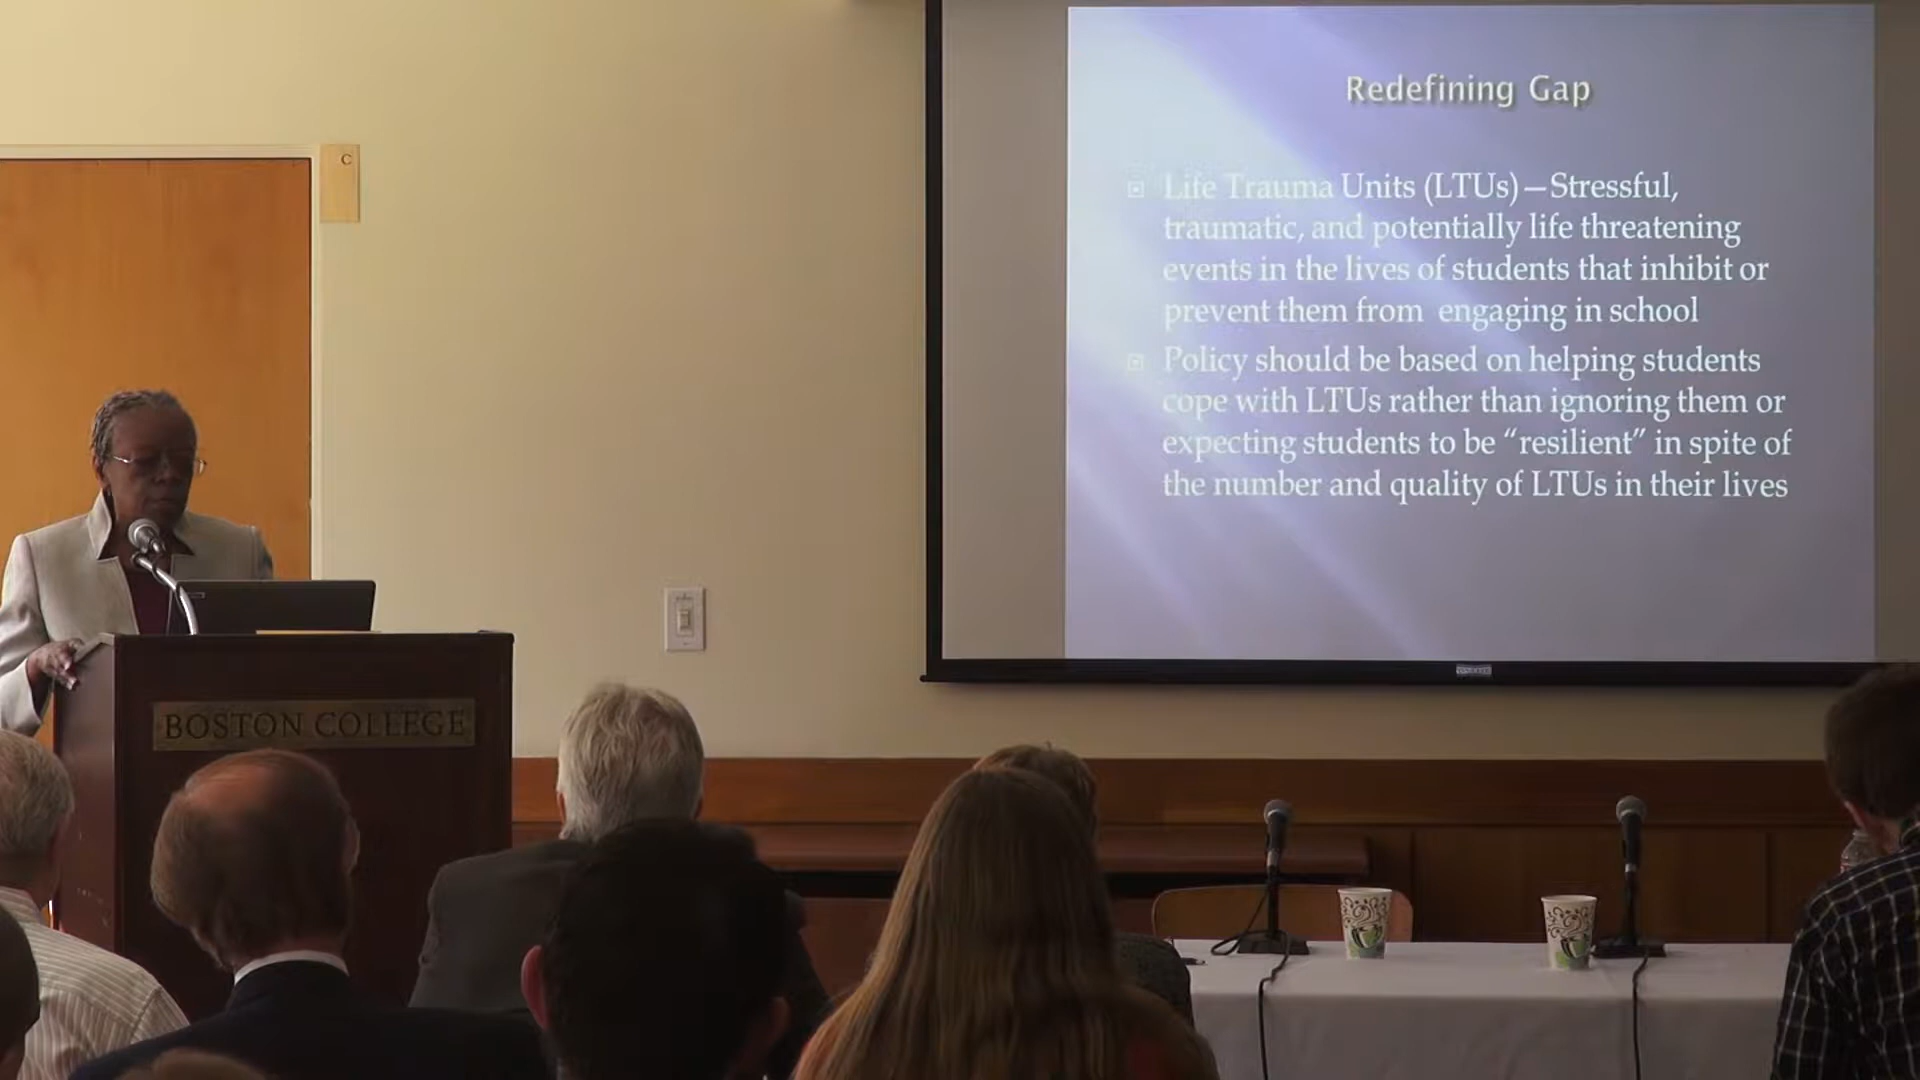 Redefining Gap
Life Trauma Units (LTUs)—Stressful,
traumatic, and potentially life threatening
events in the lives of students that inhibit or
prevent them from engaging in school
Policy should be based on helping students
cope with LTUs rather than ignoring them or
expecting students to be “resilient” in spite of
the number and quality of LTUs in their lives
C
BOSTON COLLEGE